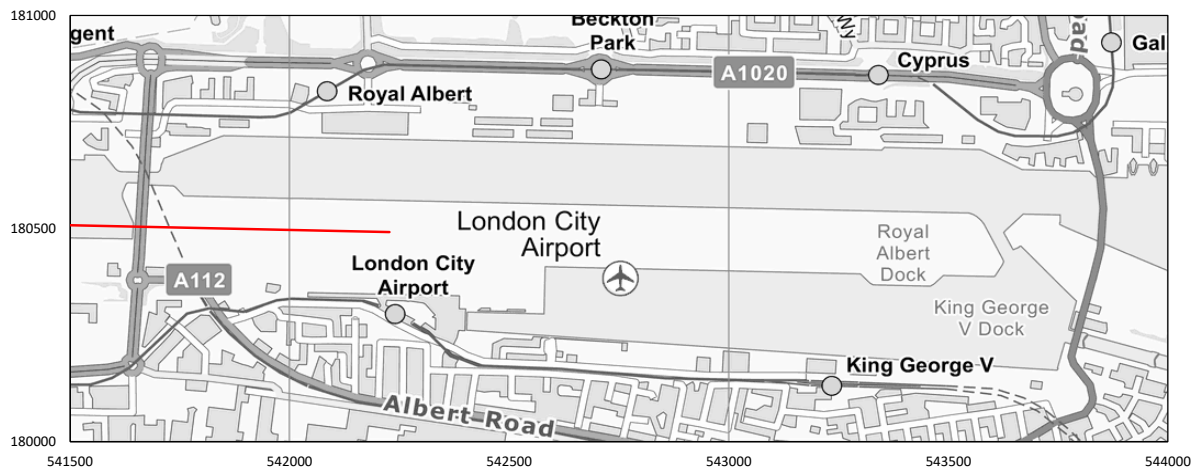 181000
180500
180000
Beckton
Park
gent
Cyprus
Gal
A1020
Royal Albert
London City
Airport
Royal
Albert
Dock
London City
Airport
A112
King George
V Dock
King George V
Albert Road
541500
542000
542500
543000
543500
544000